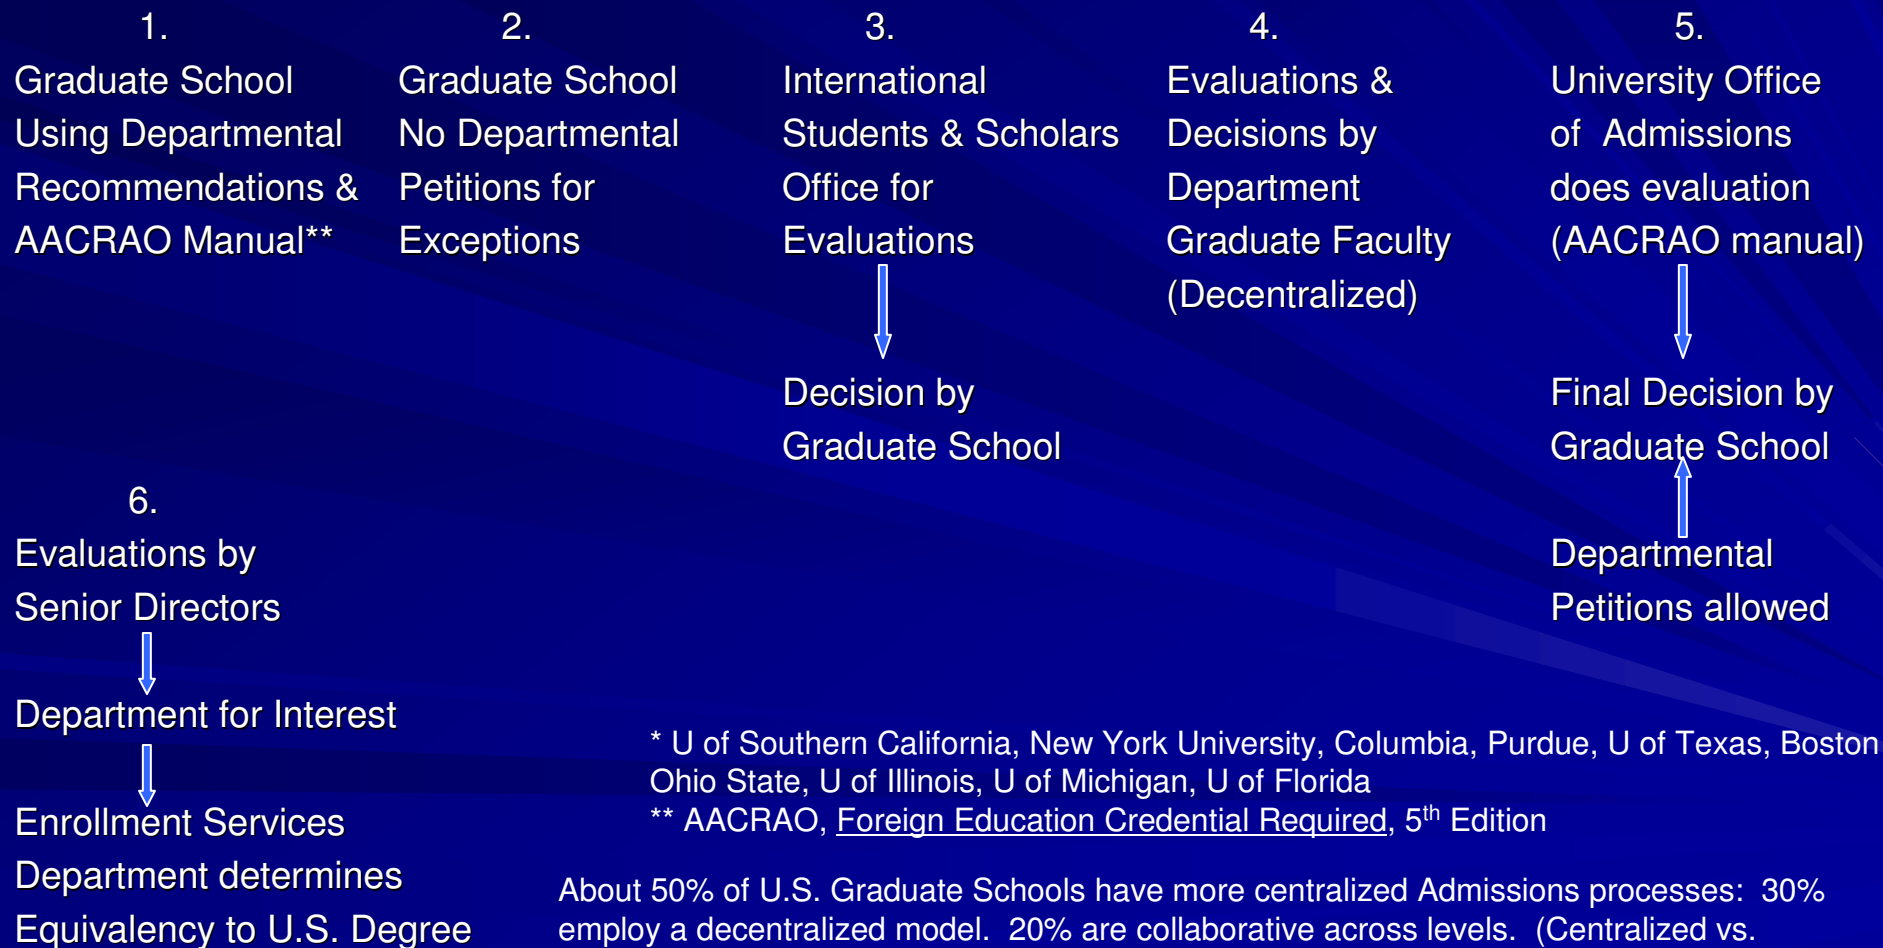 1.
Graduate School
Using Departmental
Recommendations &
AACRAO Manual**
2.
Graduate School
No Departmental
Petitions for
Exceptions
3.
International
Students & Scholars
Office for
Evaluations
Decision by
Graduate School
4.
Evaluations &
Decisions by
Department
Graduate Faculty
(Decentralized)
5.
University Office
of Admissions
does evaluation
(AACRAO manual)
Final Decision by
Graduate School
Departmental
Petitions allowed
6.
Evaluations by
Senior Directors
Department for Interest
Enrollment Services
Department determines
Equivalency to U.S. Degree
* U of Southern California, New York University, Columbia, Purdue, U of Texas, Boston
Ohio State, U of Illinois, U of Michigan, U of Florida
** AACRAO, Foreign Education Credential Required, 5th Edition
About 50% of U.S. Graduate Schools have more centralized Admissions processes: 30%
employ a decentralized model. 20% are collaborative across levels. (Centralized vs.